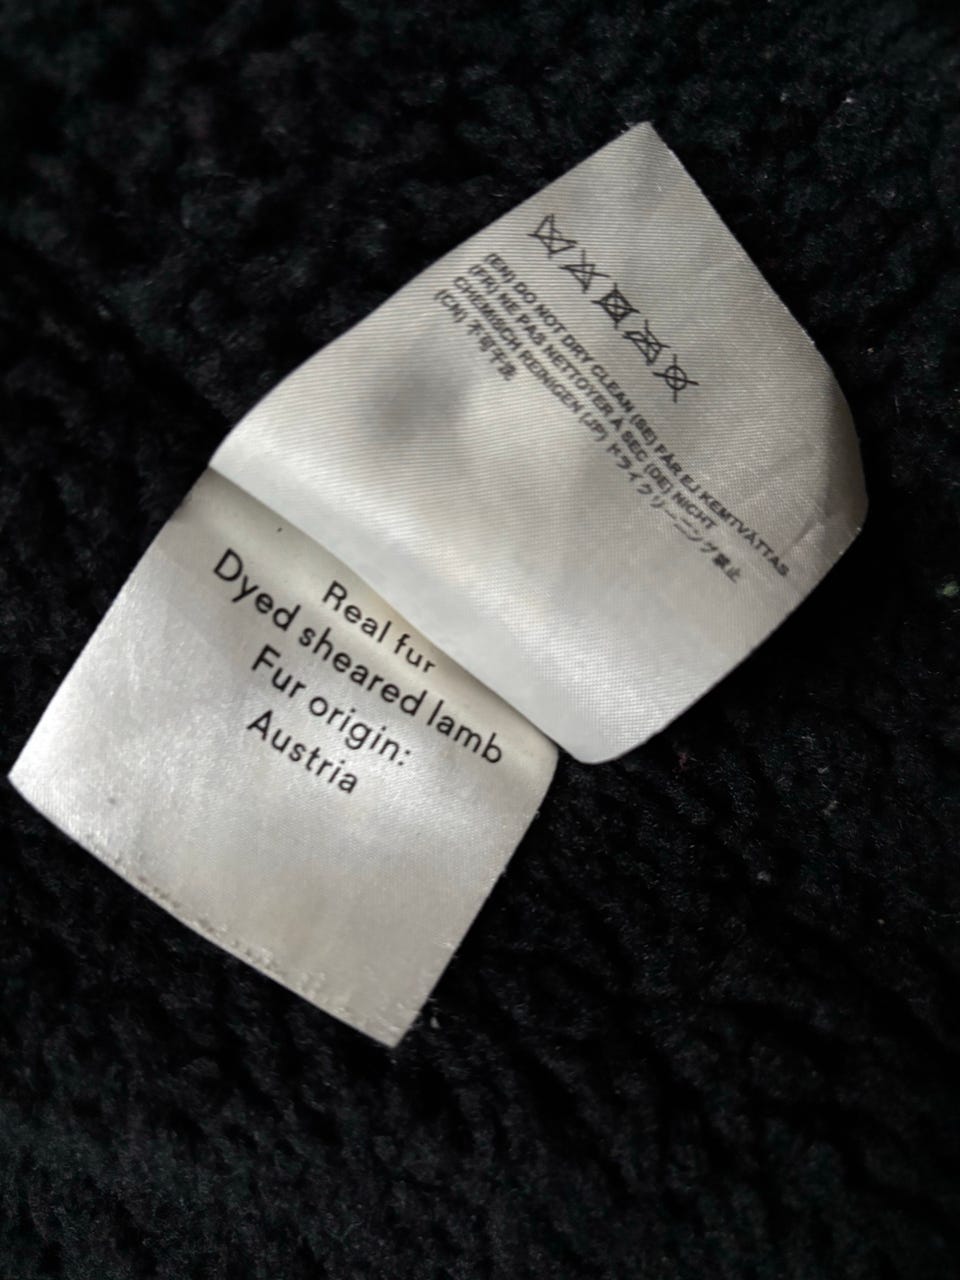 (EN) DO NOT DRY CLEAN (SE) FÅR EJ KEMTVÄTTAS
(FR) NE PAS NETTOYER A SEC (DE) NICHT
CHEMISCH REINIGEN (JP) ドライクリーニング禁止
(CN) 不可干洗
Real fur
Dyed sheared lamb
Fur origin:
Austria